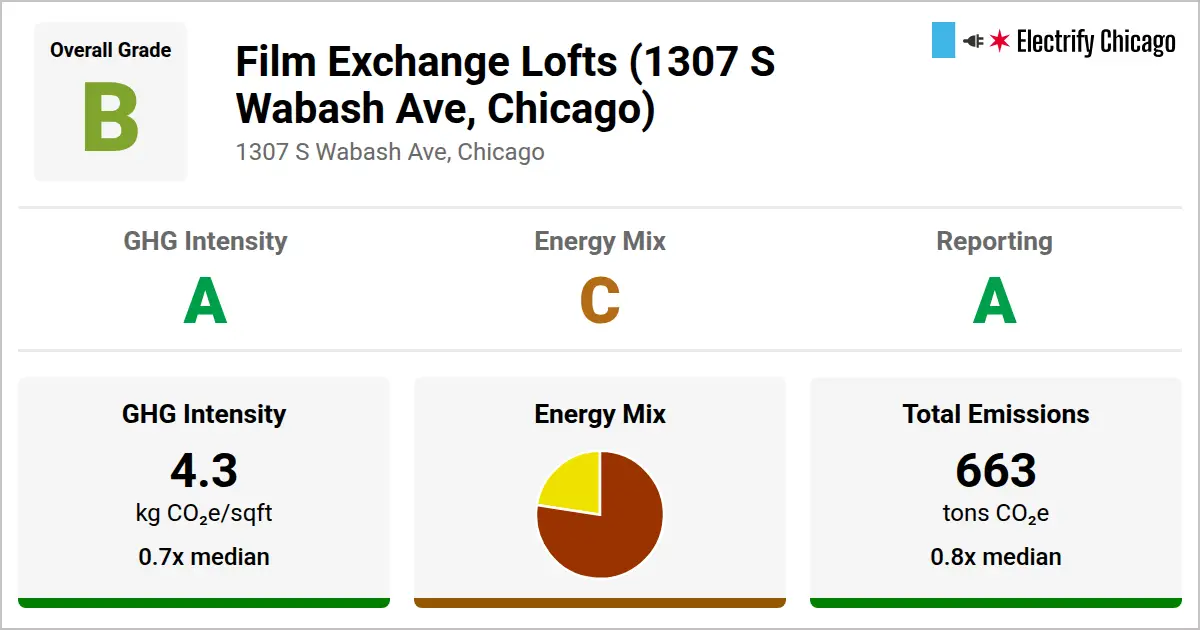 Overall Grade
B
Film Exchange Lofts (1307 S
Wabash Ave, Chicago)
1307 S Wabash Ave, Chicago
Electrify Chicago
GHG Intensity
A
Energy Mix
C
Reporting
A
GHG Intensity
4.3
kg CO₂e/sqft
0.7x median
Energy Mix
Total Emissions
663
tons CO₂e
0.8x median